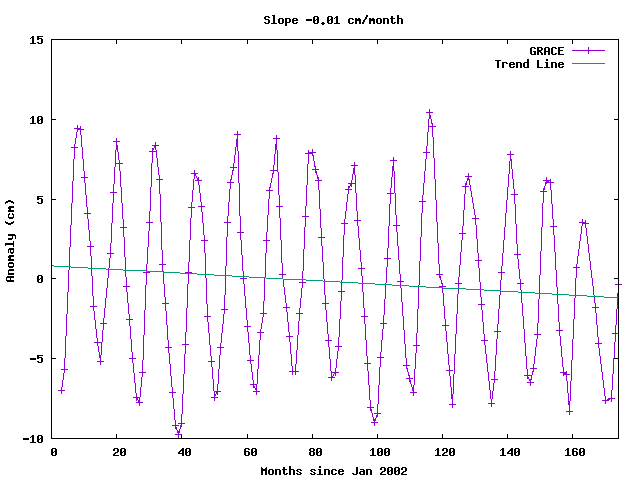 Slope -0.01 cm/month
GRACE
Trend Line
15
10
5
0
-5
-10
Anomaly (cm)
0 20 40 60 80 100 120 140 160
Months since Jan 2002